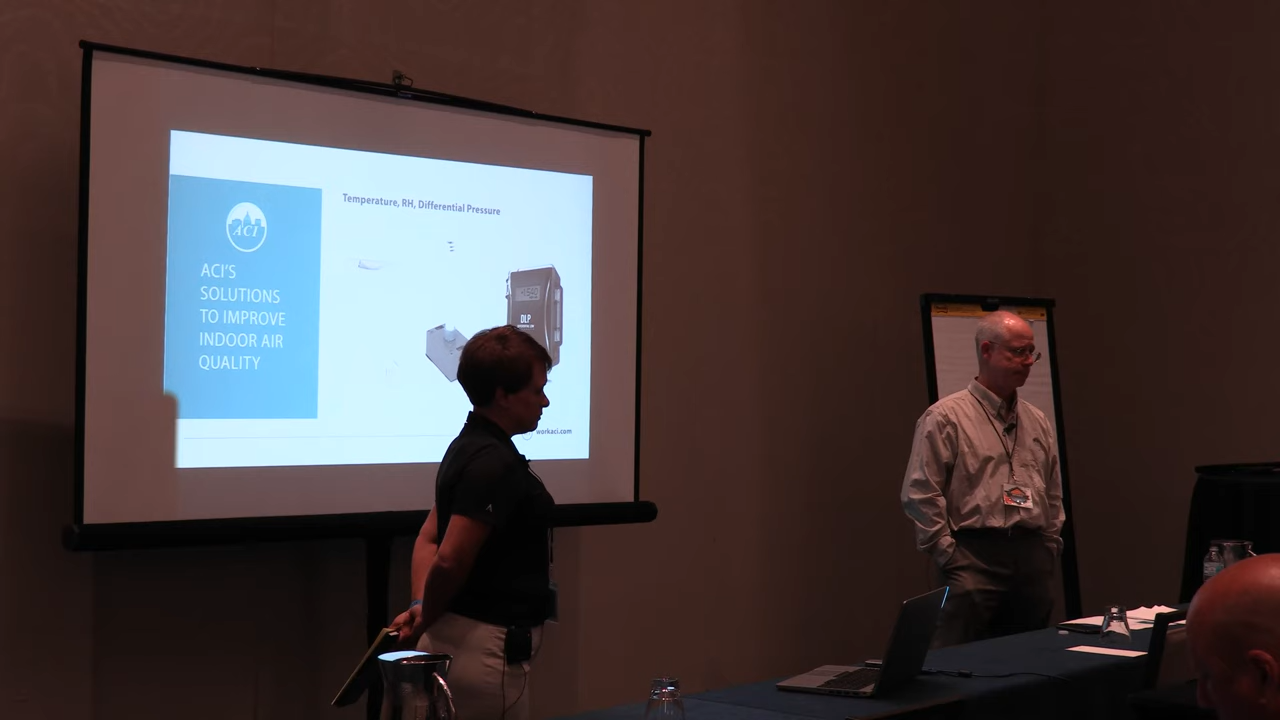 Temperature, RH, Differential Pressure
ACI
ACI'S
SOLUTIONS
TO IMPROVE
INDOOR AIR
QUALITY
DLP
workaci.com